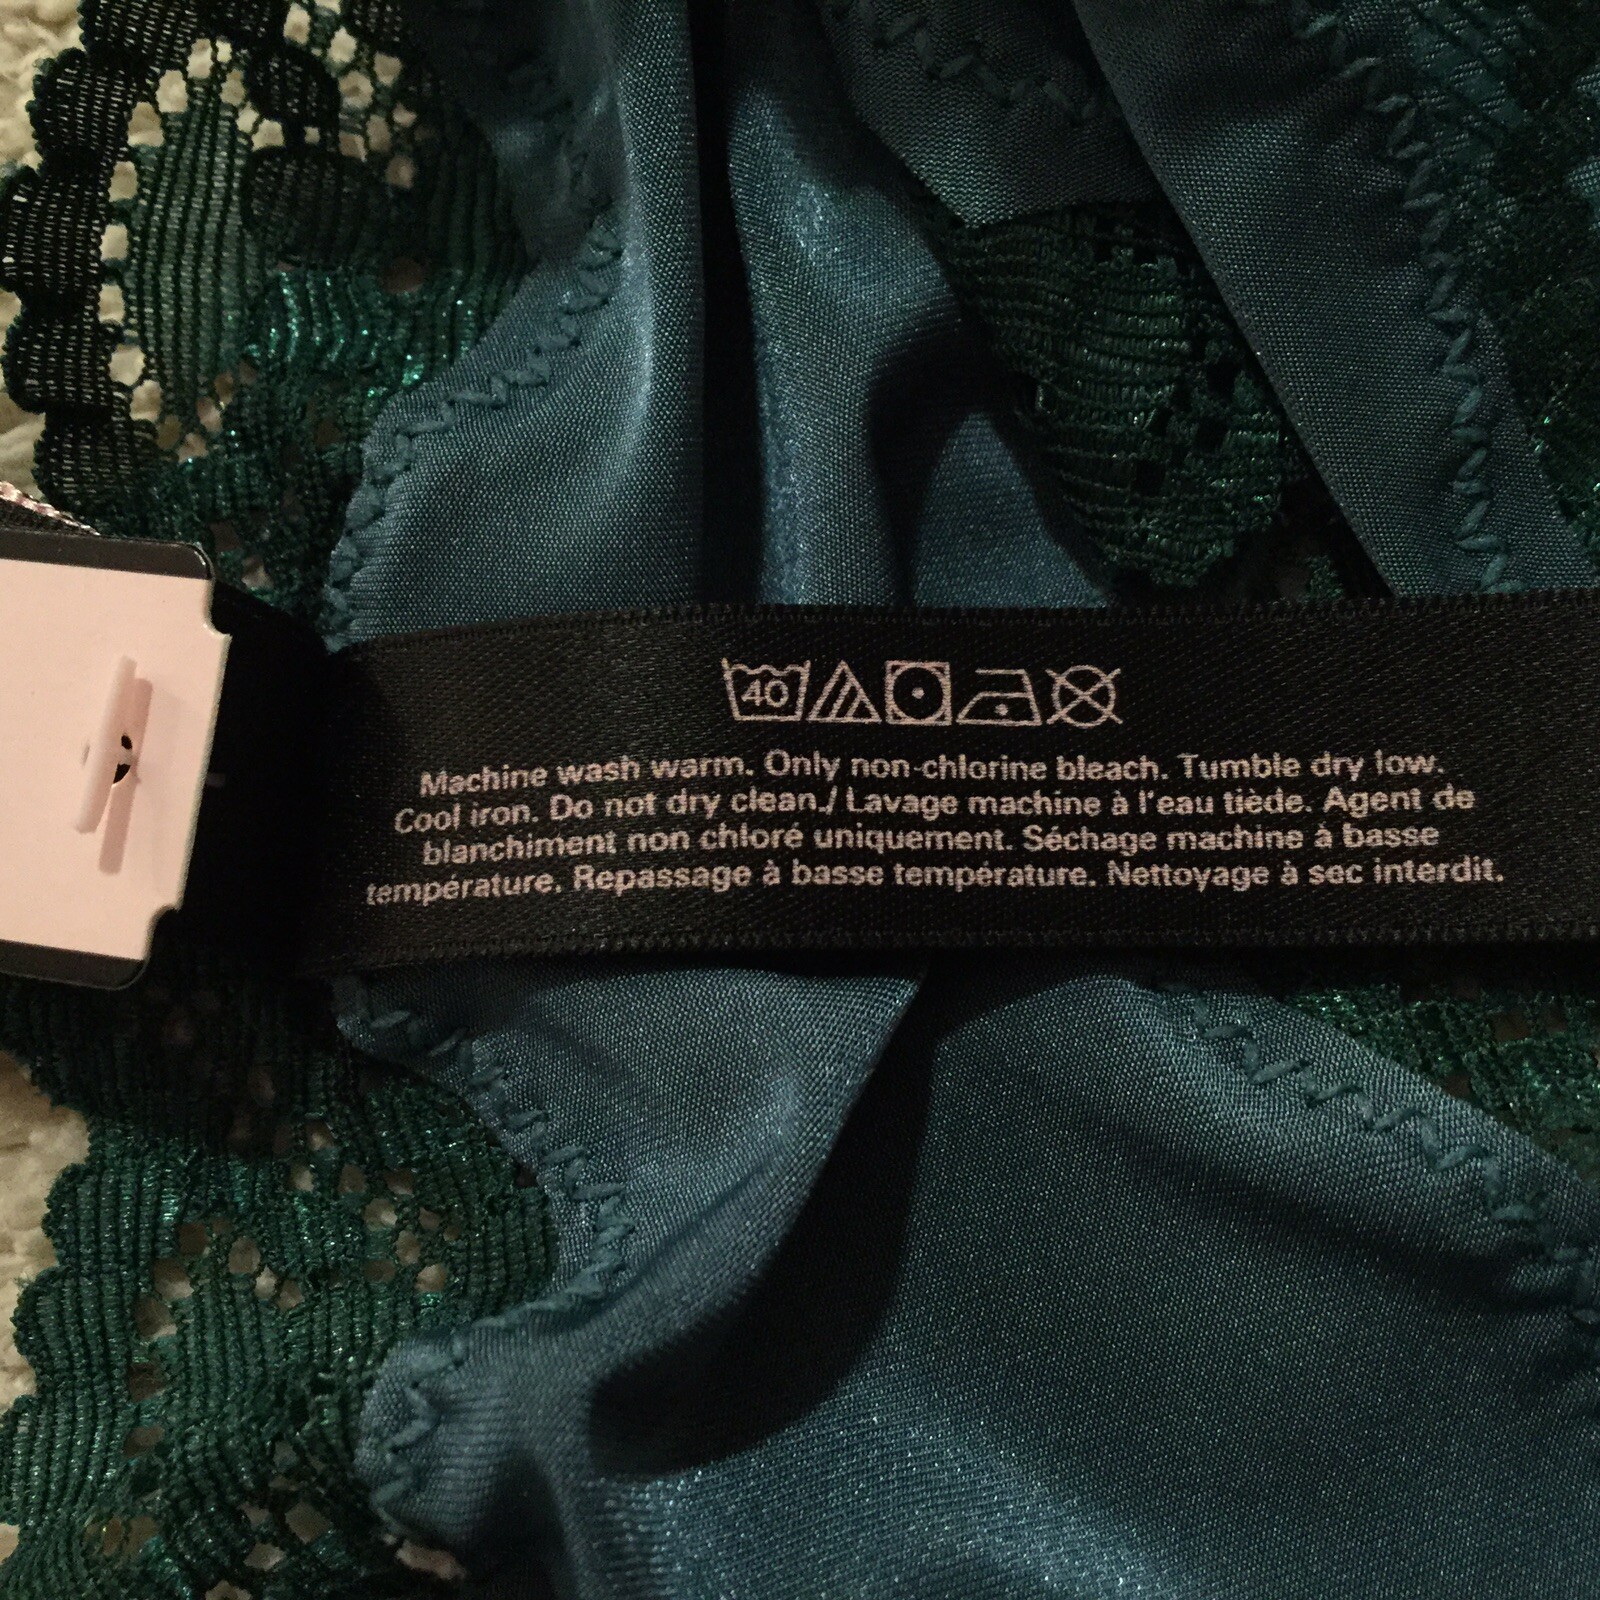 40
Machine wash warm. Only non-chlorine bleach. Tumble dry low.
Cool iron. Do not dry clean./ Lavage machine à l'eau tiède. Agent de
blanchiment non chloré uniquement. Séchage machine à basse
température. Repassage à basse température. Nettoyage à sec interdit.